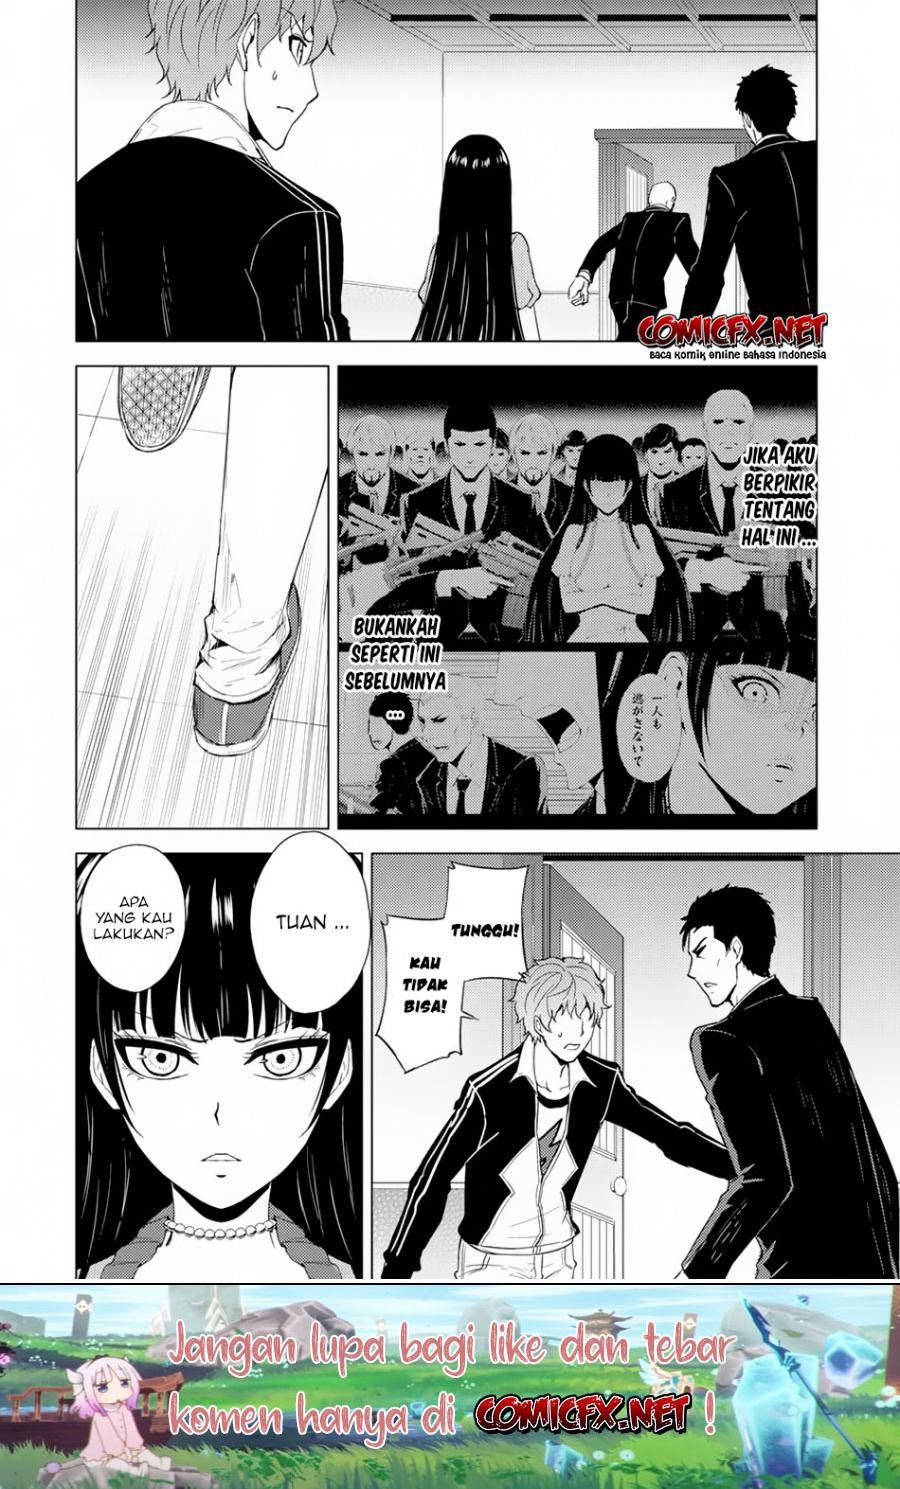 COMICFX.NET
Baca Komik Online Bahasa Indonesia
JIKA AKU
BERPIKIR
TENTANG
HAL INI ...
BUKANKAH
SEPERTI INI
SEBELUMNYA
...
一人も
逃がさないで
TUNGGU!
KAU
TIDAK
BISA!
TUAN ...
APA
YANG KAU
LAKUKAN?
Jangan lupa bagi like dan tebar
komen hanya di COMICFX.NET !